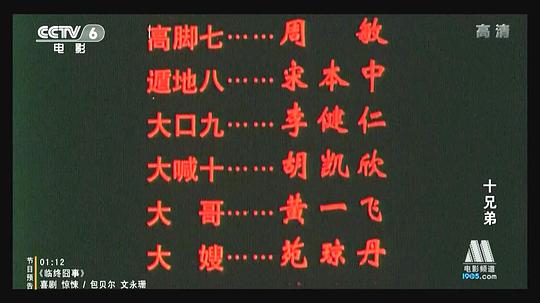 CCTV 6
电影
高清
高脚七……周 敏
遁地八……宋本中
大口九……李健仁
大喊十……胡凯欣
大 哥……黄一飞
大 嫂……苑琼丹
十兄弟
电影频道
1905.com
节目预告
01:12
《临终囧事》
喜剧 惊悚 / 包贝尔 文永珊